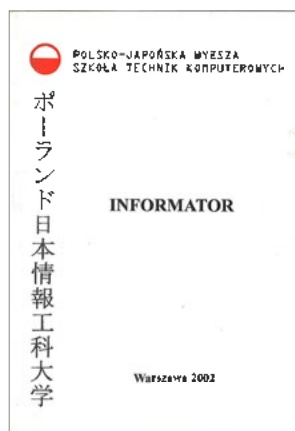 POLSKO-JAPOŃSKA WYŻSZA
SZKOŁA TECHNIK KOMPUTEROWYCH
ポーランド日本情報工科大学
INFORMATOR
Warszawa 2002